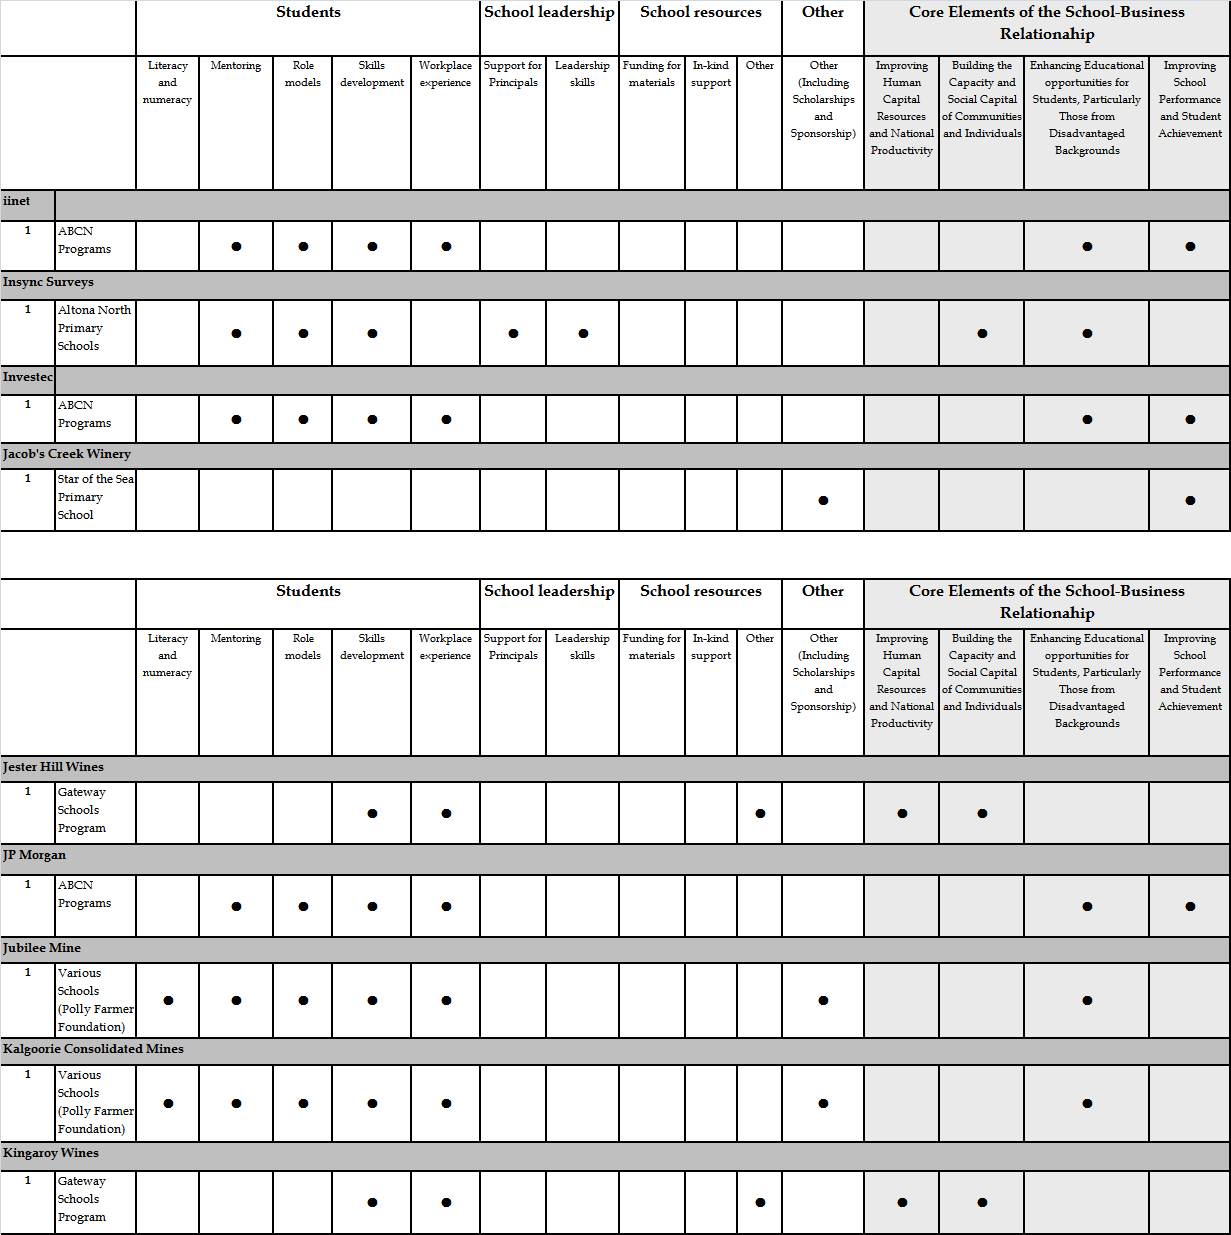 Students
School leadership
School resources
Other
Core Elements of the School-Business
Relationahip
Literacy
and
numeracy
Mentoring
Role
models
Skills
development
Workplace
experience
Support for
Principals
Leadership
skills
Funding for
materials
In-kind
support
Other
Other
(Including
Scholarships
and
Sponsorship)
Improving
Human
Capital
Resources
and National
Productivity
Building the
Capacity and
Social Capital
of Communities
and Individuals
Enhancing Educational
opportunities for
Students, Particularly
Those from
Disadvantaged
Backgrounds
Improving
School
Performance
and Student
Achievement
iinet
1
ABCN
Programs
● ● ● ● ● ●
Insync Surveys
1
Altona North
Primary
Schools
● ● ● ● ● ● ●
Investec
1
ABCN
Programs
● ● ● ● ● ●
Jacob's Creek Winery
1
Star of the Sea
Primary
School
● ●
Students
School leadership
School resources
Other
Core Elements of the School-Business
Relationahip
Literacy
and
numeracy
Mentoring
Role
models
Skills
development
Workplace
experience
Support for
Principals
Leadership
skills
Funding for
materials
In-kind
support
Other
Other
(Including
Scholarships
and
Sponsorship)
Improving
Human
Capital
Resources
and National
Productivity
Building the
Capacity and
Social Capital
of Communities
and Individuals
Enhancing Educational
opportunities for
Students, Particularly
Those from
Disadvantaged
Backgrounds
Improving
School
Performance
and Student
Achievement
Jester Hill Wines
1
Gateway
Schools
Program
● ● ● ● ●
JP Morgan
1
ABCN
Programs
● ● ● ● ● ●
Jubilee Mine
1
Various
Schools
(Polly Farmer
Foundation)
● ● ● ● ● ● ●
Kalgoorie Consolidated Mines
1
Various
Schools
(Polly Farmer
Foundation)
● ● ● ● ● ● ●
Kingaroy Wines
1
Gateway
Schools
Program
● ● ● ● ●